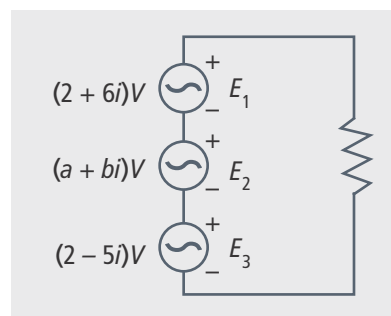 +
(2 + 6i)V E₁
–
+
(a + bi)V E₂
–
+
(2 – 5i)V E₃
–